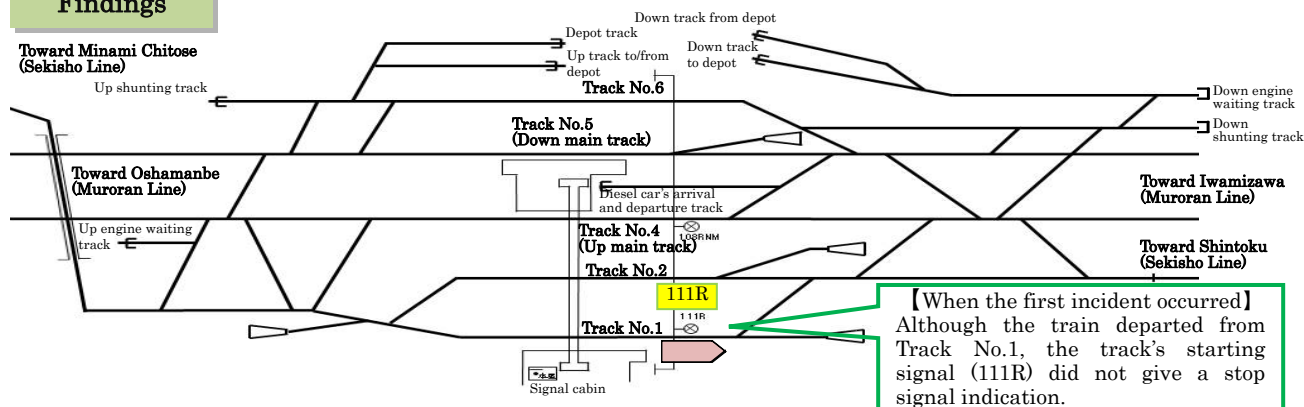 Findings
Down track from depot
Depot track
Toward Minami Chitose
(Sekisho Line)
Up track to/from
depot
Down track
to depot
Up shunting track
Track No.6
Down engine
waiting track
Track No.5
(Down main track)
Down
shunting track
Toward Oshamanbe
(Muroran Line)
Diesel car's arrival
and departure track
Toward Iwamizawa
(Muroran Line)
Up engine waiting
track
Track No.4
(Up main track)
108RNM
Toward Shintoku
(Sekisho Line)
Track No.2
111R
111R
Track No.1
Signal cabin
【When the first incident occurred】
Although the train departed from
Track No.1, the track's starting
signal (111R) did not give a stop
signal indication.